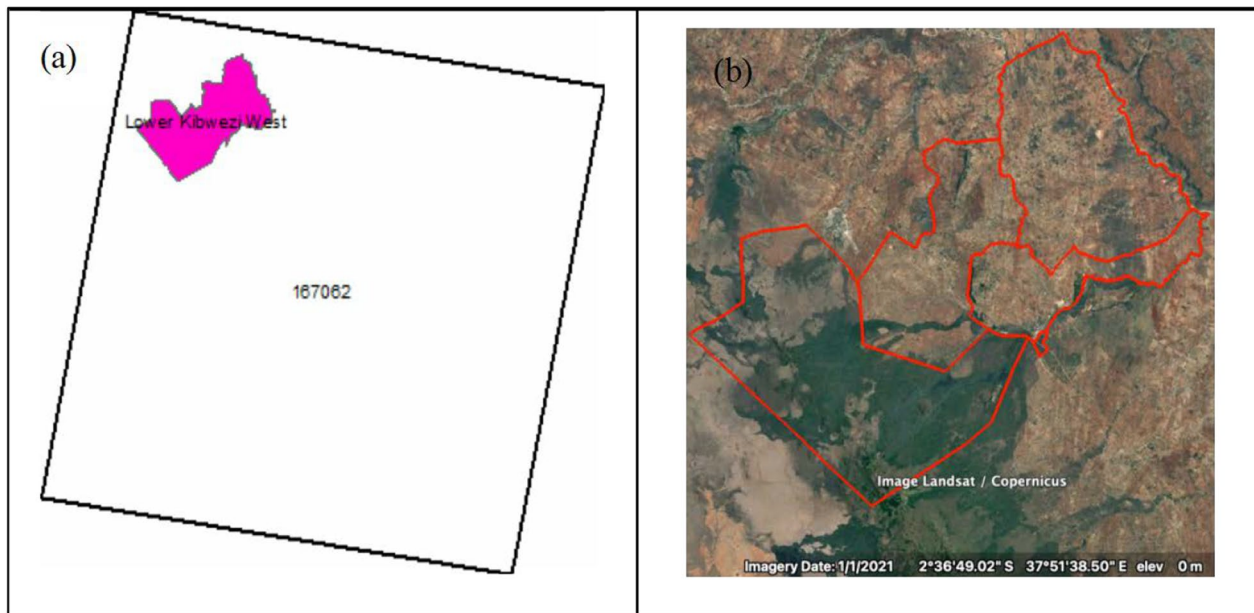 (a)
Lower Kibwezi West
167062
(b)
Image Landsat / Copernicus
Imagery Date: 1/1/2021 2°36'49.02" S 37°51'38.50" E elev 0 m